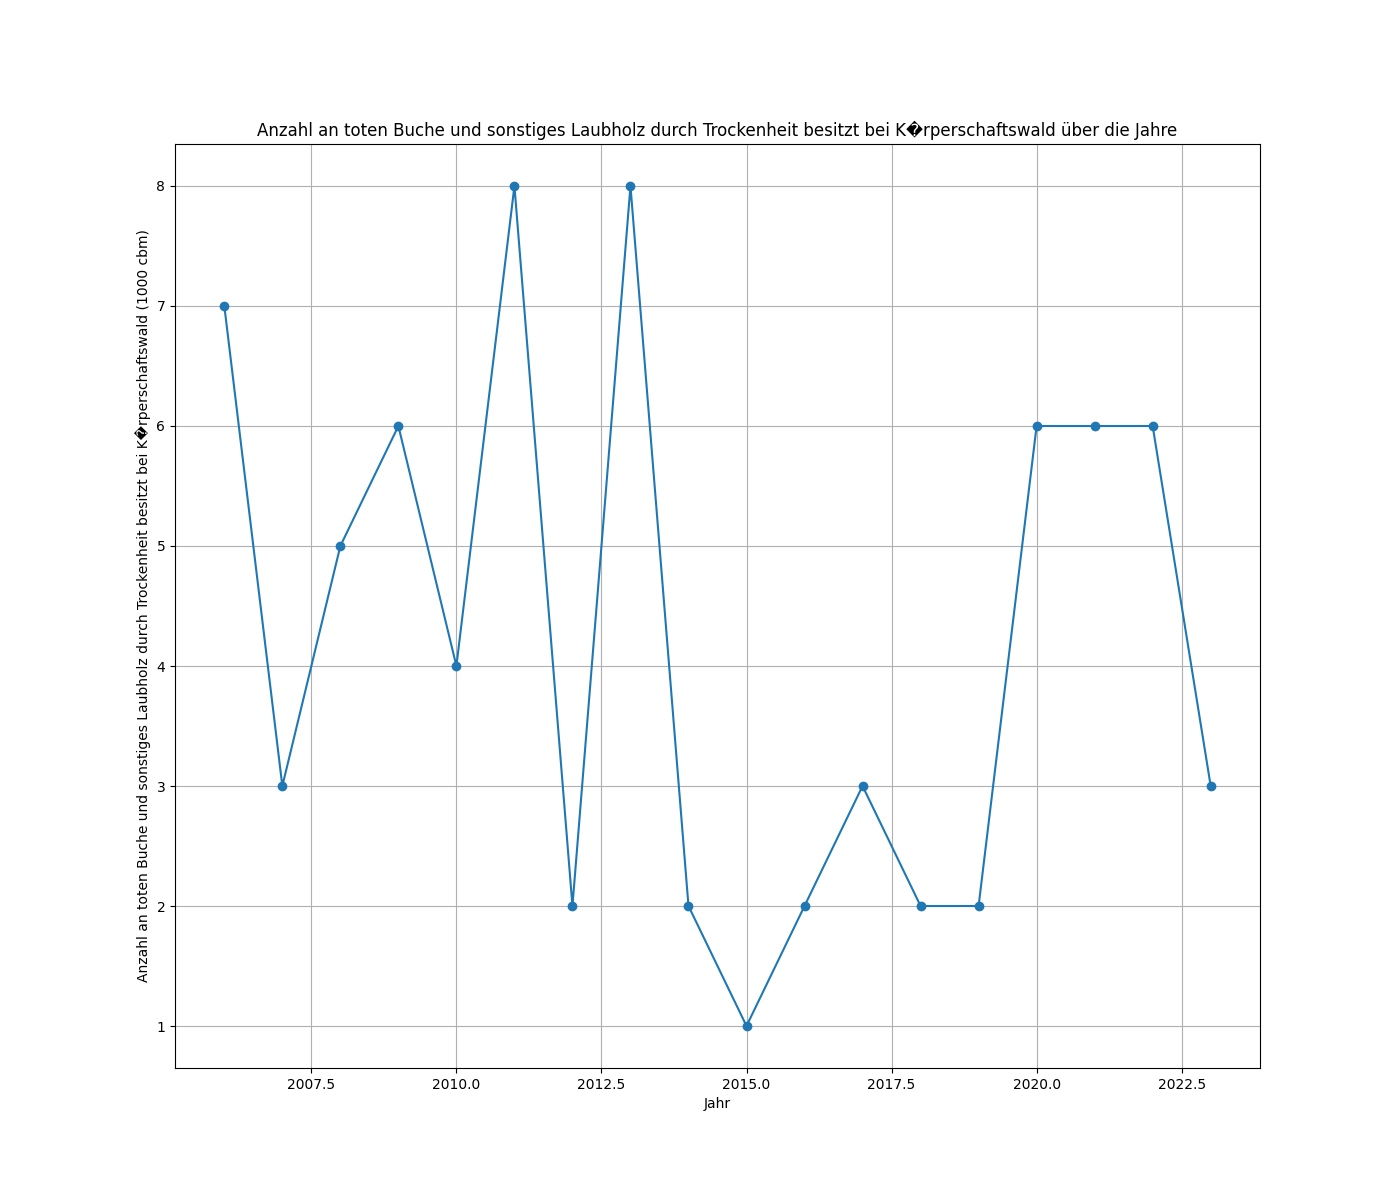 Anzahl an toten Buche und sonstiges Laubholz durch Trockenheit besitzt bei K�rperschaftswald über die Jahre
Anzahl an toten Buche und sonstiges Laubholz durch Trockenheit besitzt bei K�rperschaftswald (1000 cbm)
8
7
6
5
4
3
2
1
2007.5 2010.0 2012.5 2015.0 2017.5 2020.0 2022.5
Jahr